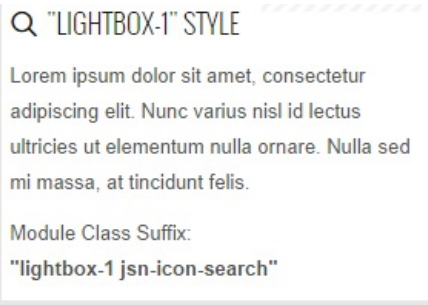 "LIGHTBOX-1" STYLE
Lorem ipsum dolor sit amet, consectetur
adipiscing elit. Nunc varius nisl id lectus
ultricies ut elementum nulla ornare. Nulla sed
mi massa, at tincidunt felis.
Module Class Suffix:
"lightbox-1 jsn-icon-search"